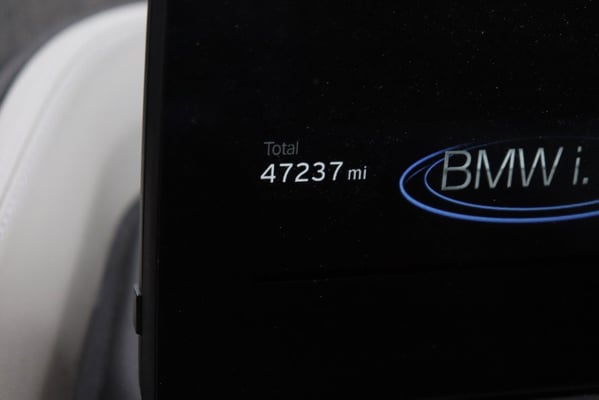 Total
47237 mi
BMW i.